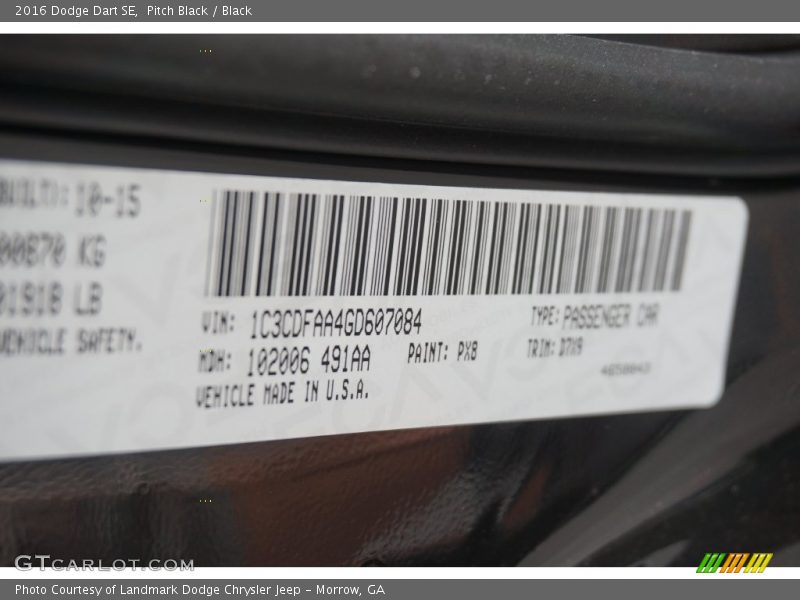 2016 Dodge Dart SE,  Pitch Black / Black
BUILT): 10-15
00870 KG
01918 LB
VEHICLE SAFETY.
VIN: 1C3CDFAA4GD607084
TYPE: PASSENGER CAR
MDH: 102006 491AA
PAINT: PX8
TRIM: D7X9
VEHICLE MADE IN U.S.A.
GTCARLOT.COM
Photo Courtesy of Landmark Dodge Chrysler Jeep – Morrow, GA